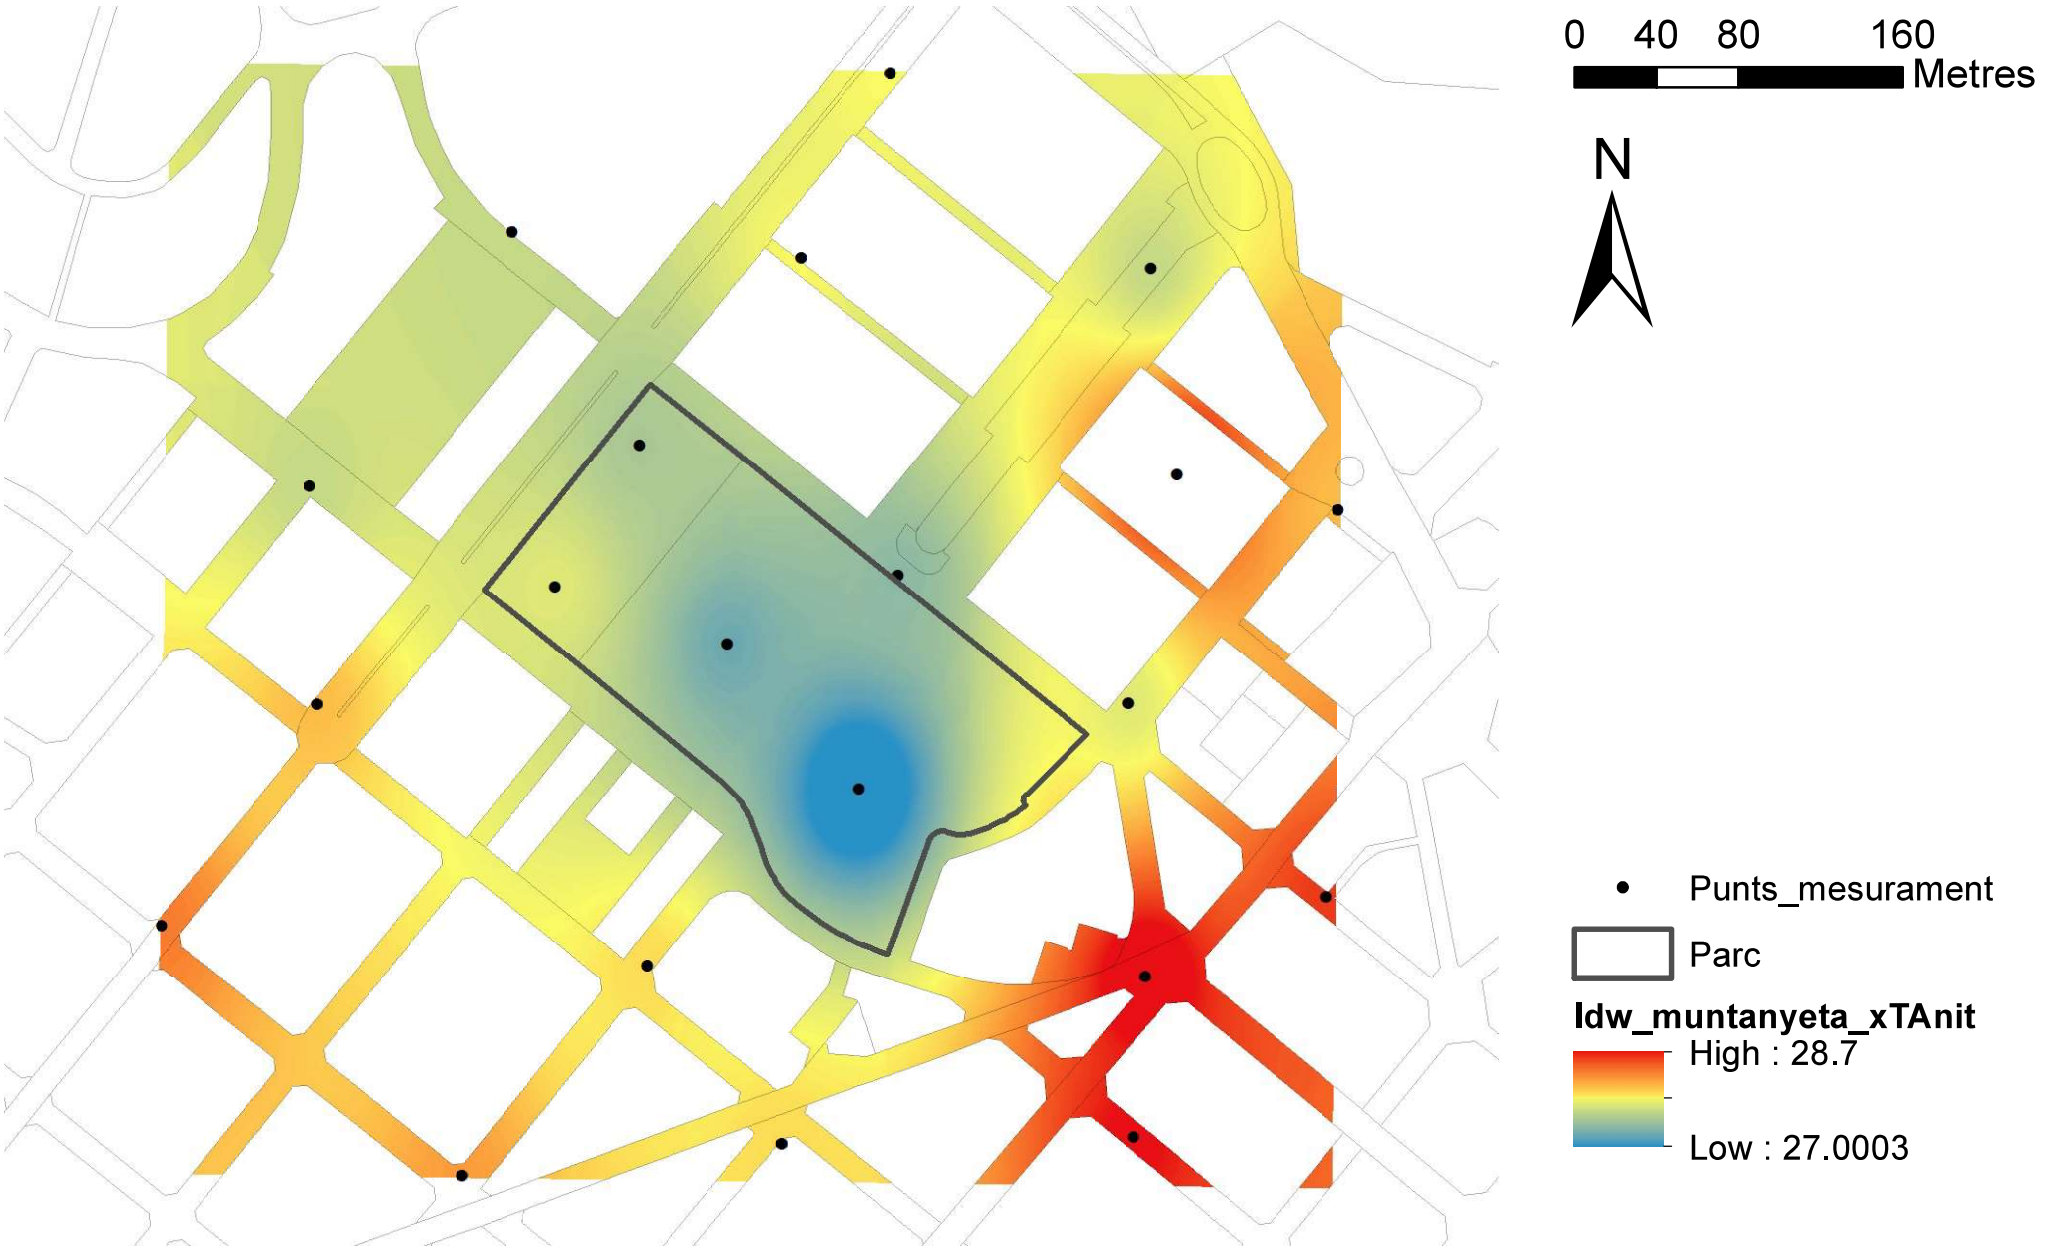 0 40 80 160
Metres
N
Punts_mesurament
Parc
Idw_muntanyeta_xTAnit
High : 28.7
Low : 27.0003